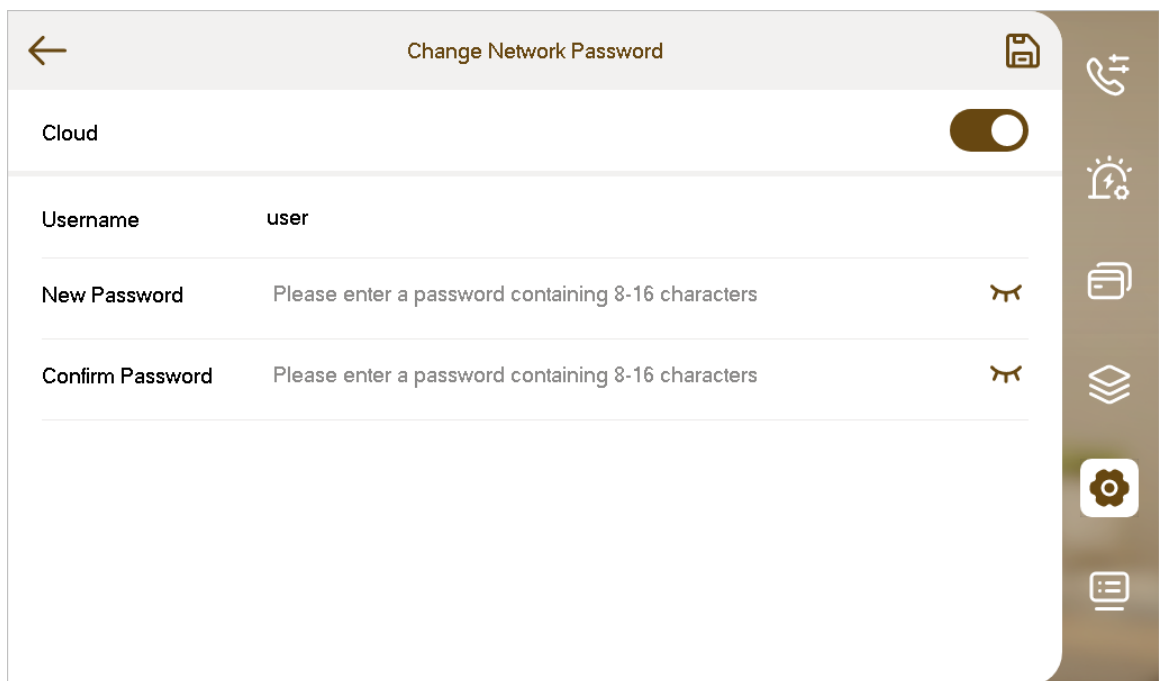 Change Network Password
Cloud
Username user
New Password Please enter a password containing 8-16 characters
Confirm Password Please enter a password containing 8-16 characters